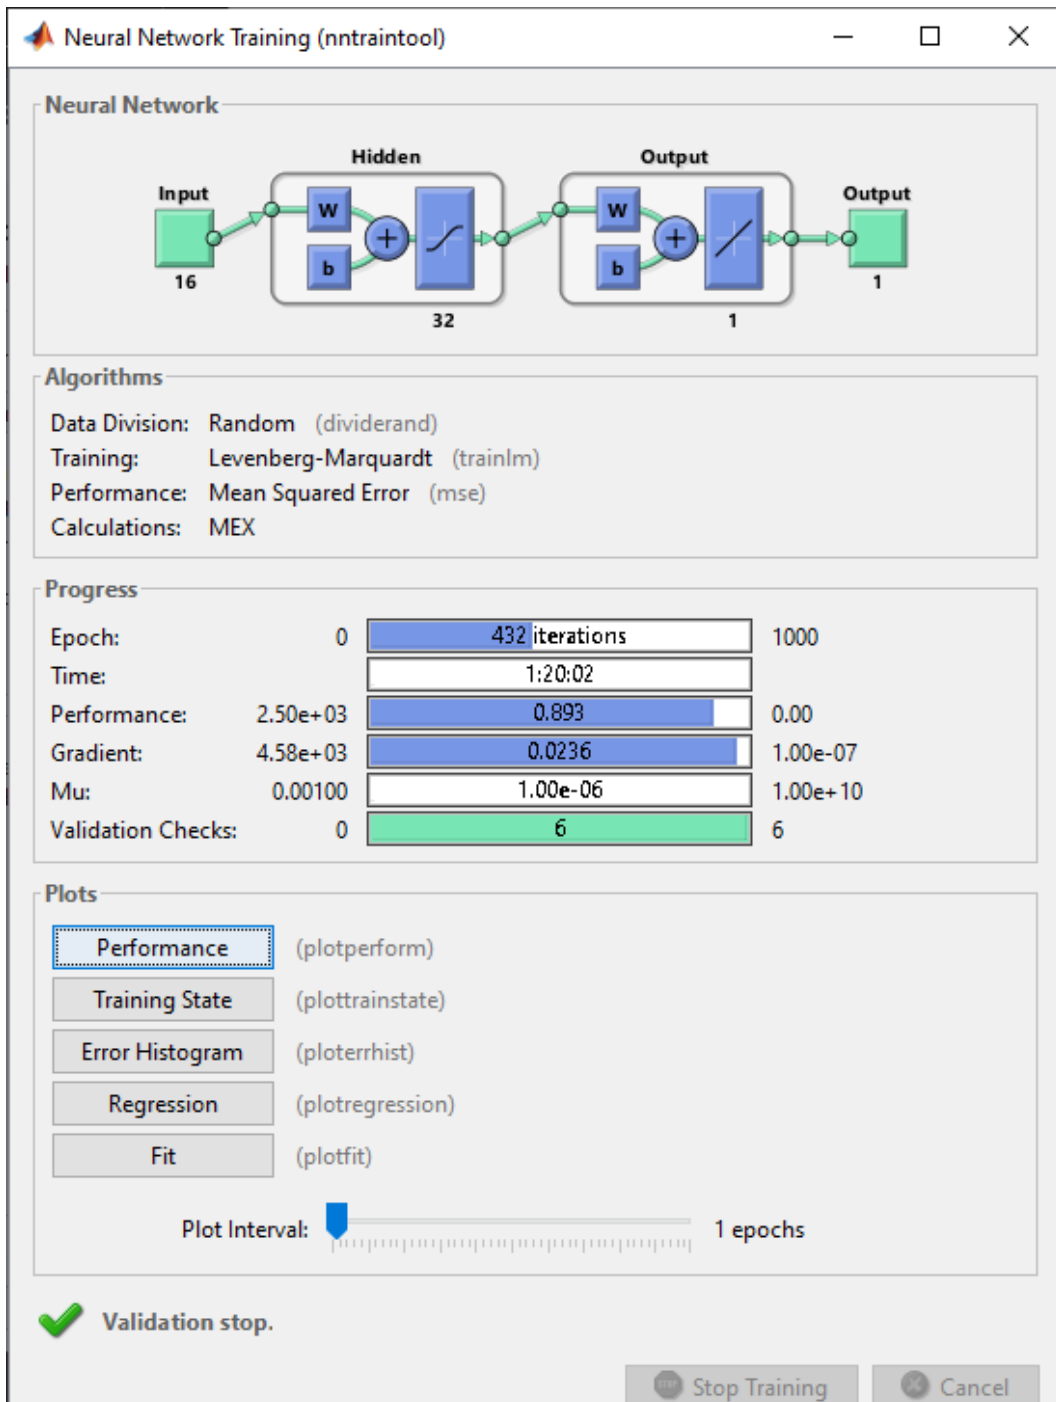 Neural Network Training (nntraintool)
Neural Network
Hidden Output
Input Output
W W
b b
16 1
32 1
Algorithms
Data Division: Random (dividerand)
Training: Levenberg-Marquardt (trainlm)
Performance: Mean Squared Error (mse)
Calculations: MEX
Progress
Epoch: 0 432 iterations 1000
Time: 1:20:02
Performance: 2.50e+03 0.893 0.00
Gradient: 4.58e+03 0.0236 1.00e-07
Mu: 0.00100 1.00e-06 1.00e+10
Validation Checks: 0 6 6
Plots
Performance (plotperform)
Training State (plottrainstate)
Error Histogram (ploterrhist)
Regression (plotregression)
Fit (plotfit)
Plot Interval: 1 epochs
Validation stop.
STOP Stop Training Cancel